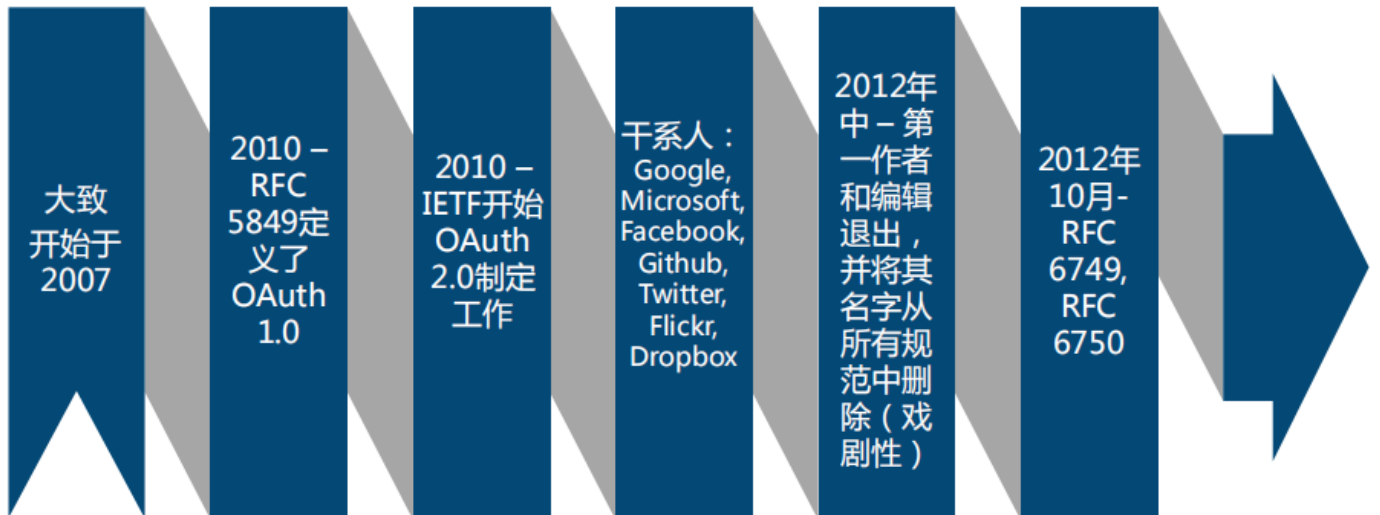 大致
开始于
2007
2010 –
RFC
5849定
义了
OAuth
1.0
2010 –
IETF开始
OAuth
2.0制定
工作
干系人：
Google,
Microsoft,
Facebook,
Github,
Twitter,
Flickr,
Dropbox
2012年
中 – 第
一作者
和编辑
退出，
并将其
名字从
所有规
范中删
除（戏
剧性）
2012年
10月-
RFC
6749,
RFC
6750